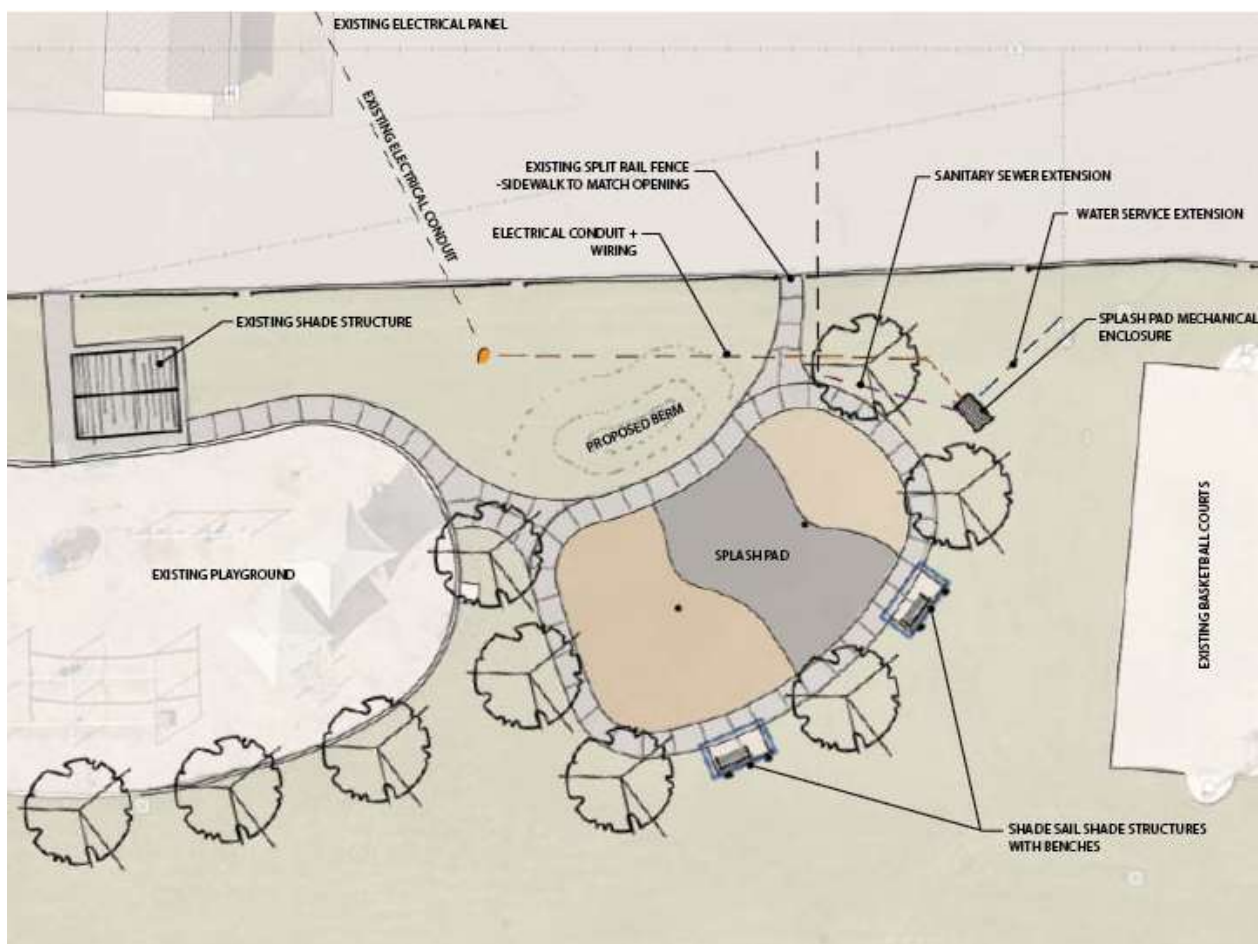 EXISTING ELECTRICAL PANEL
EXISTING ELECTRICAL CONDUIT
EXISTING SPLIT RAIL FENCE
-SIDEWALK TO MATCH OPENING
SANITARY SEWER EXTENSION
WATER SERVICE EXTENSION
ELECTRICAL CONDUIT +
WIRING
EXISTING SHADE STRUCTURE
SPLASH PAD MECHANICAL
ENCLOSURE
PROPOSED BERM
SPLASH PAD
EXISTING PLAYGROUND
EXISTING BASKETBALL COURTS
SHADE SAIL SHADE STRUCTURES
WITH BENCHES